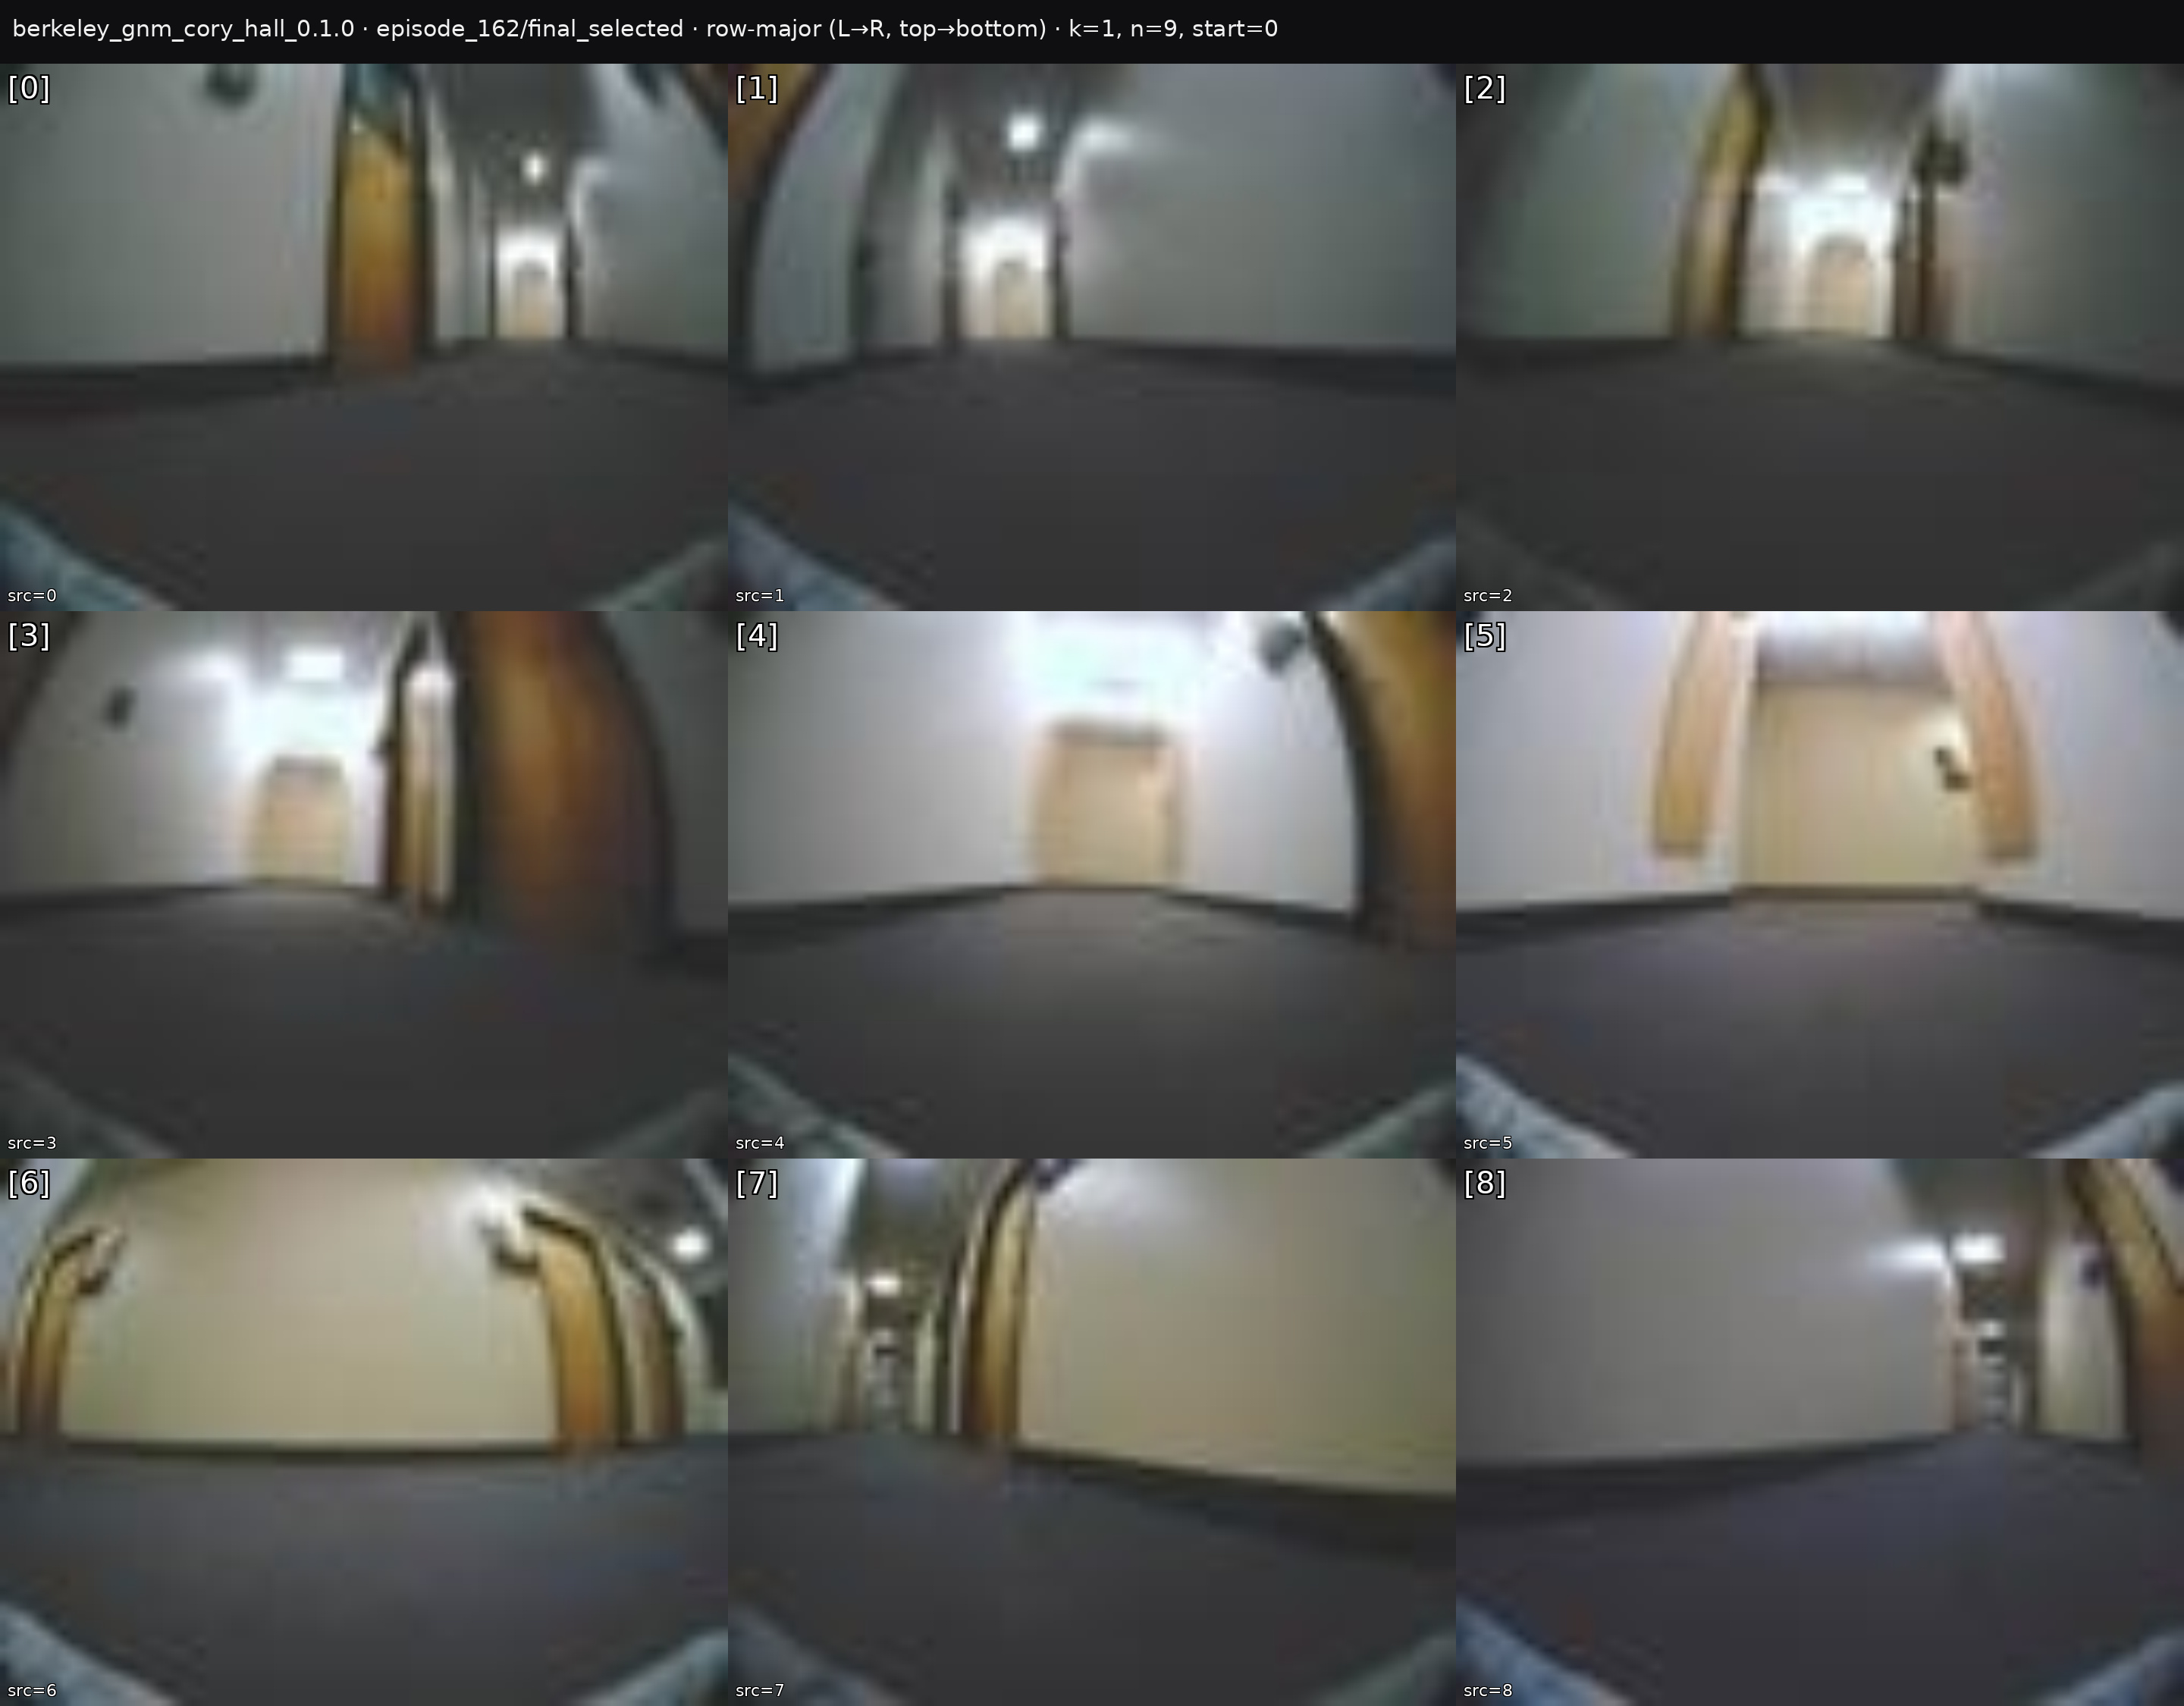 berkeley_gnm_cory_hall_0.1.0 · episode_162/final_selected · row-major (L→R, top→bottom) · k=1, n=9, start=0
[0]
[1]
[2]
src=0
src=1
src=2
[3]
[4]
[5]
src=3
src=4
src=5
[6]
[7]
[8]
src=6
src=7
src=8